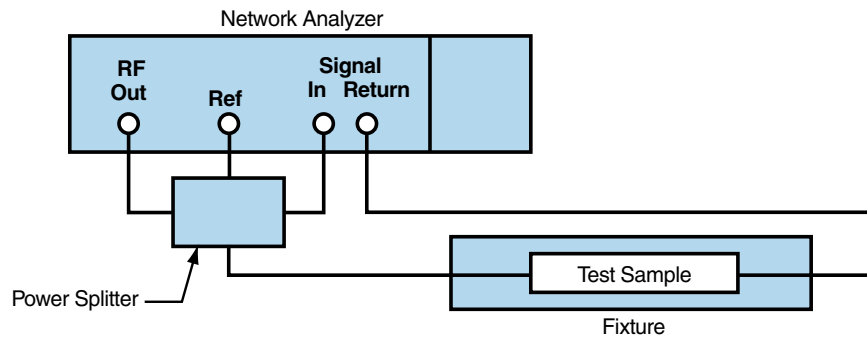 Network Analyzer
RF
Out
Ref
Signal
In Return
Power Splitter
Test Sample
Fixture